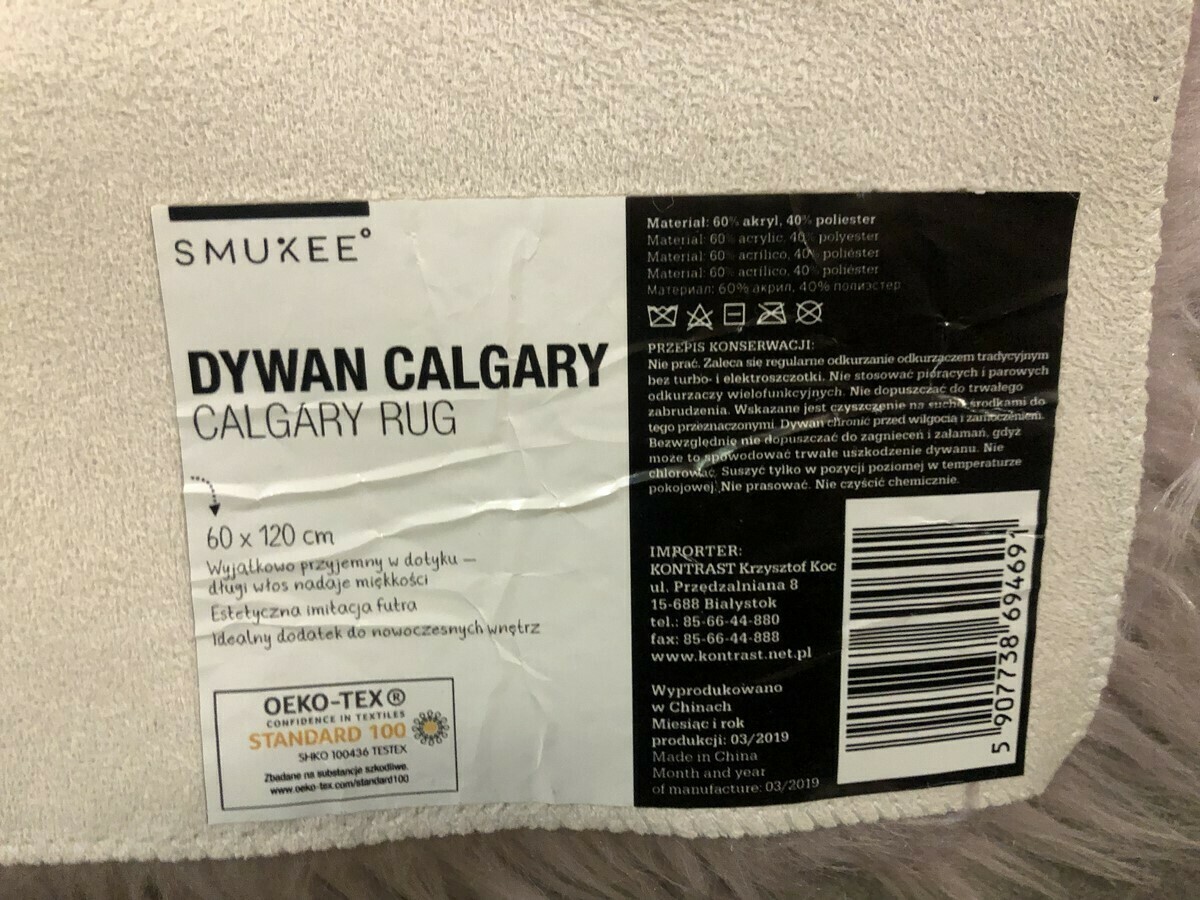 SMUKEE°
DYWAN CALGARY
CALGARY RUG
60 x 120 cm
Wyjątkowo przyjemny w dotyku –
długi włos nadaje miękkości
Estetyczna imitacja futra
Idealny dodatek do nowoczesnych wnętrz
OEKO-TEX®
CONFIDENCE IN TEXTILES
STANDARD 100
SHKO 100436 TESTEX
Zbadane na substancje szkodliwe.
www.oeko-tex.com/standard100
Materiał: 60% akryl, 40% poliester
Material: 60% acrylic, 40% polyester
Material: 60% acrílico, 40% poliéster
Material: 60% acrílico, 40% poliéster
Материал: 60% акрил, 40% полиэстер
PRZEPIS KONSERWACJI:
Nie prać. Zaleca się regularne odkurzanie odkurzaczem tradycyjnym
bez turbo- i elektroszczotki. Nie stosować piorących i parowych
odkurzaczy wielofunkcyjnych. Nie dopuszczać do trwałego
zabrudzenia. Wskazane jest czyszczenie na sucho środkami do
tego przeznaczonymi. Dywan chronić przed wilgocią i zamoczeniem.
Bezwzględnie nie dopuszczać do zagnieceń i załamań, gdyż
może to spowodować trwałe uszkodzenie dywanu. Nie
chlorować. Suszyć tylko w pozycji poziomej w temperaturze
pokojowej. Nie prasować. Nie czyścić chemicznie.
IMPORTER:
KONTRAST Krzysztof Koc
ul. Przędzalniana 8
15-688 Białystok
tel.: 85-66-44-880
fax: 85-66-44-888
www.kontrast.net.pl
Wyprodukowano
w Chinach
Miesiąc i rok
produkcji: 03/2019
Made in China
Month and year
of manufacture: 03/2019
5 907738 694691